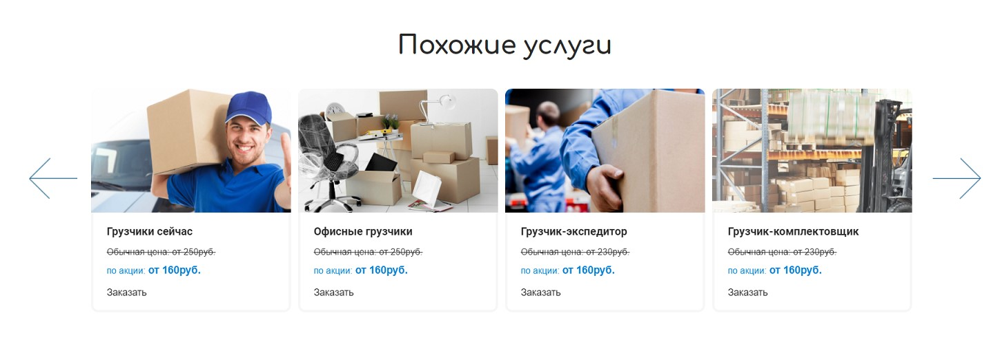 Похожие услуги
Грузчики сейчас
Обычная цена: от 250руб.
по акции: от 160руб.
Заказать
Офисные грузчики
Обычная цена: от 250руб.
по акции: от 160руб.
Заказать
Грузчик-экспедитор
Обычная цена: от 230руб.
по акции: от 160руб.
Заказать
Грузчик-комплектовщик
Обычная цена: от 230руб.
по акции: от 160руб.
Заказать